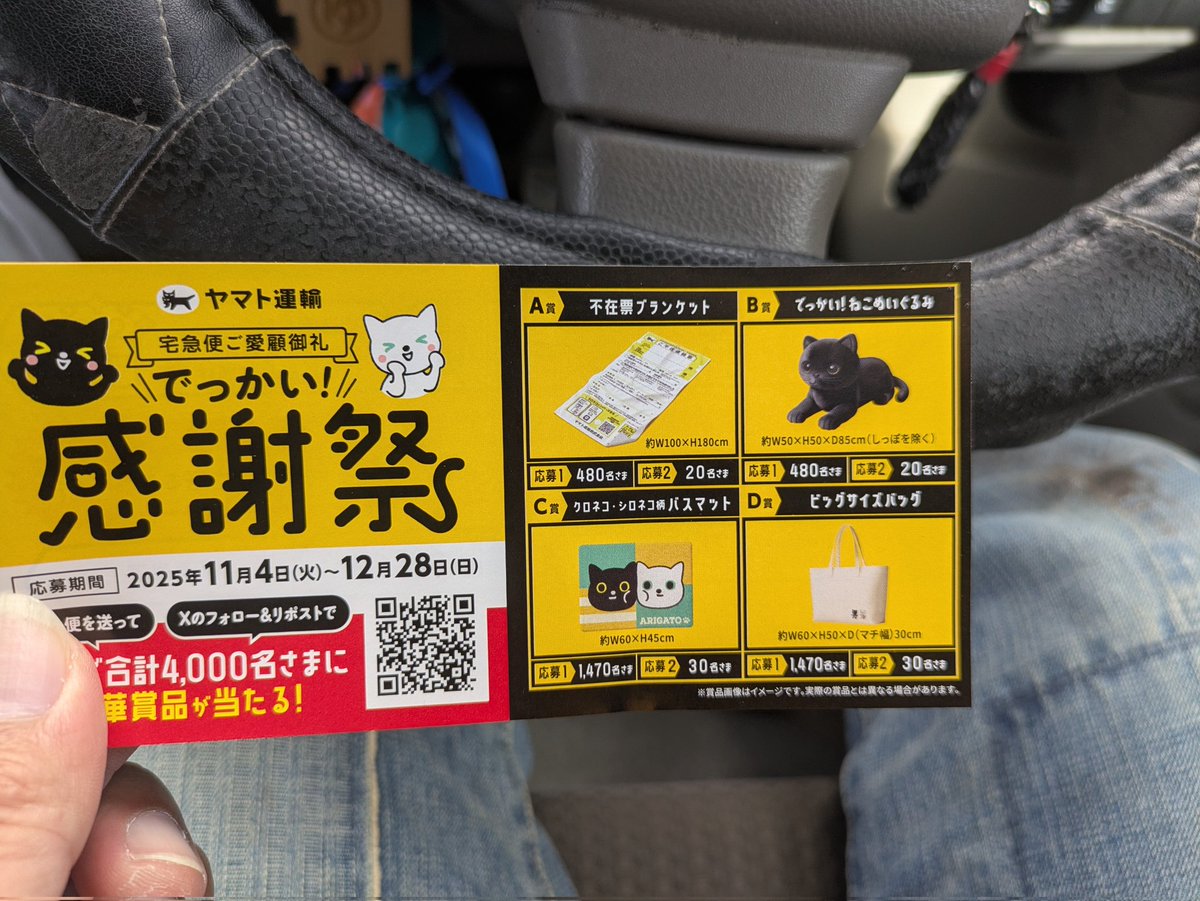 ヤマト運輸
宅急便ご愛顧御礼
でっかい!
感謝祭
応募期間 2025年11月4日(火)~12月28日(日)
便を送って
Xのフォロー&リポストで
合計4,000名さまに
華賞品が当たる!
A賞 不在票ブランケット
約W100×H180cm
応募1 480名さま 応募2 20名さま
B賞 でっかい!ねこぬいぐるみ
約W50×H50×D85cm(しっぽを除く)
応募1 480名さま 応募2 20名さま
C賞 クロネコ・シロネコ柄バスマット
ARIGATO
約W60×H45cm
応募1 1,470名さま 応募2 30名さま
D賞 ビッグサイズバッグ
約W60×H50×D(マチ幅)30cm
応募1 1,470名さま 応募2 30名さま
※賞品画像はイメージです。実際の賞品とは異なる場合があります。